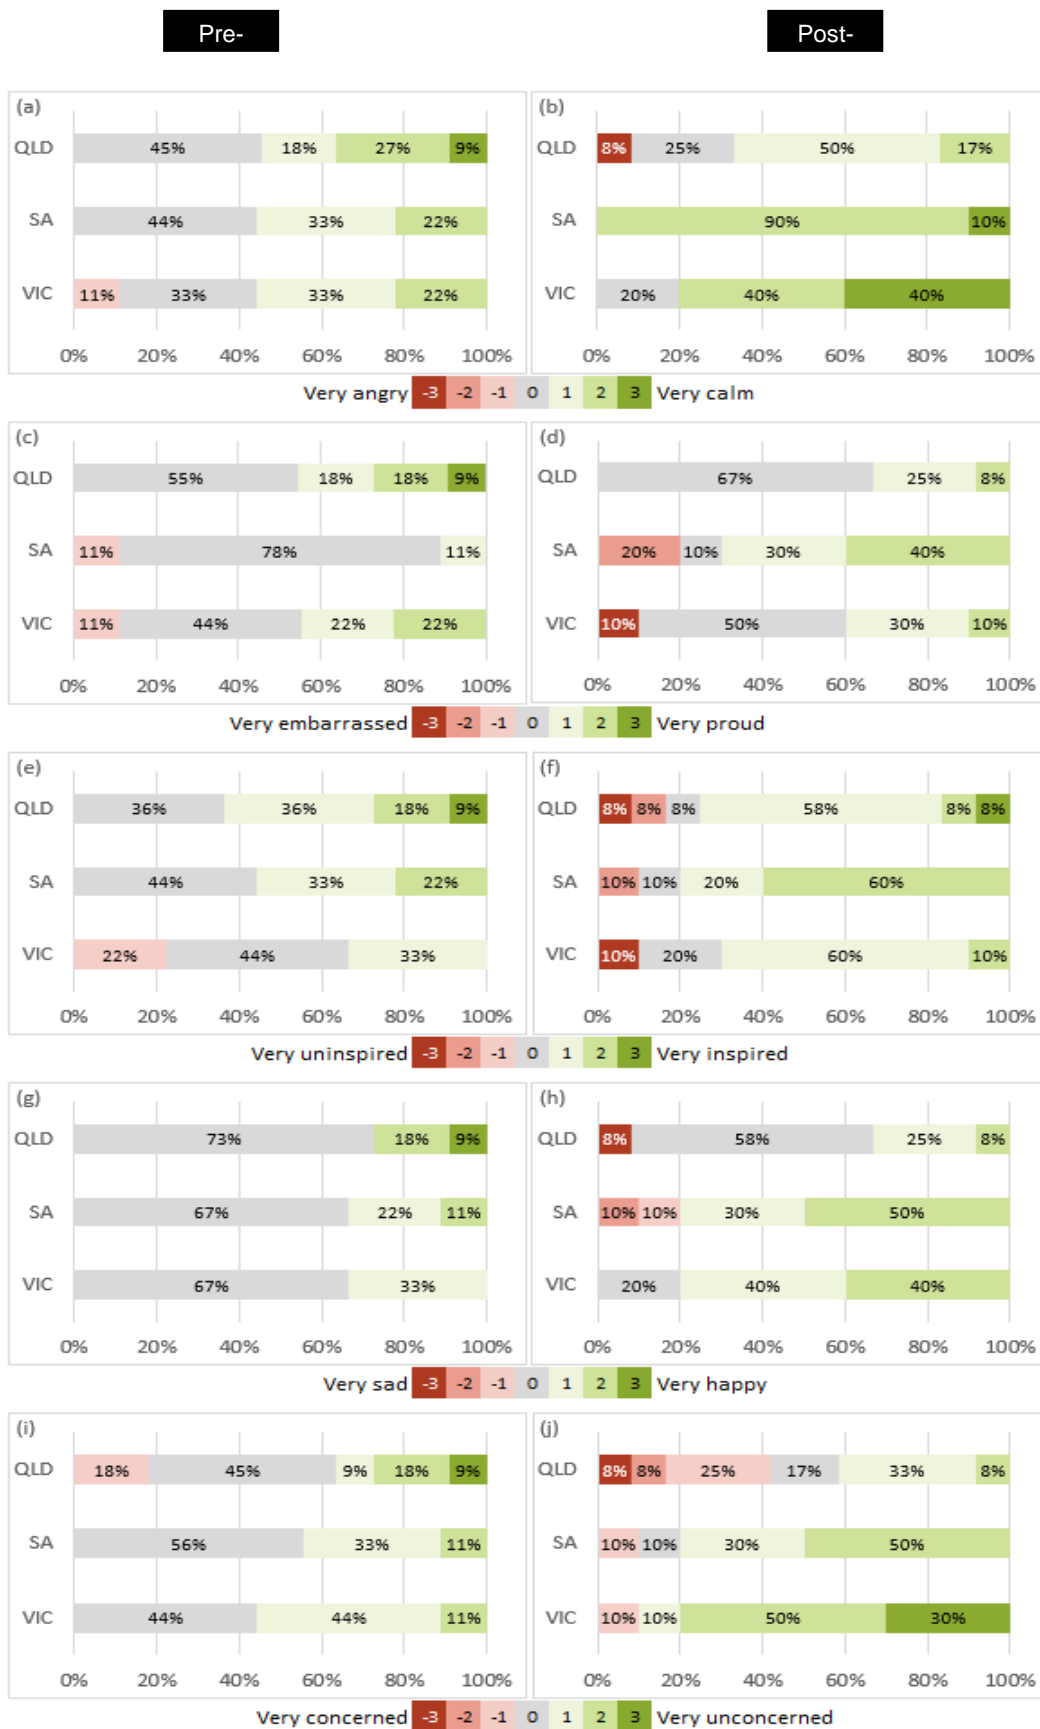 Pre- Post-
(a) (b)
QLD 45% 18% 27% 9% QLD 8% 25% 50% 17%
SA 44% 33% 22% SA 90% 10%
VIC 11% 33% 33% 22% VIC 20% 40% 40%
0% 20% 40% 60% 80% 100% 0% 20% 40% 60% 80% 100%
Very angry -3 -2 -1 0 1 2 3 Very calm
(c) (d)
QLD 55% 18% 18% 9% QLD 67% 25% 8%
SA 11% 78% 11% SA 20% 10% 30% 40%
VIC 11% 44% 22% 22% VIC 10% 50% 30% 10%
0% 20% 40% 60% 80% 100% 0% 20% 40% 60% 80% 100%
Very embarrassed -3 -2 -1 0 1 2 3 Very proud
(e) (f)
QLD 36% 36% 18% 9% QLD 8% 8% 8% 58% 8% 8%
SA 44% 33% 22% SA 10% 10% 20% 60%
VIC 22% 44% 33% VIC 10% 20% 60% 10%
0% 20% 40% 60% 80% 100% 0% 20% 40% 60% 80% 100%
Very uninspired -3 -2 -1 0 1 2 3 Very inspired
(g) (h)
QLD 73% 18% 9% QLD 8% 58% 25% 8%
SA 67% 22% 11% SA 10% 10% 30% 50%
VIC 67% 33% VIC 20% 40% 40%
0% 20% 40% 60% 80% 100% 0% 20% 40% 60% 80% 100%
Very sad -3 -2 -1 0 1 2 3 Very happy
(i) (j)
QLD 18% 45% 9% 18% 9% QLD 8% 8% 25% 17% 33% 8%
SA 56% 33% 11% SA 10% 10% 30% 50%
VIC 44% 44% 11% VIC 10% 10% 50% 30%
0% 20% 40% 60% 80% 100% 0% 20% 40% 60% 80% 100%
Very concerned -3 -2 -1 0 1 2 3 Very unconcerned